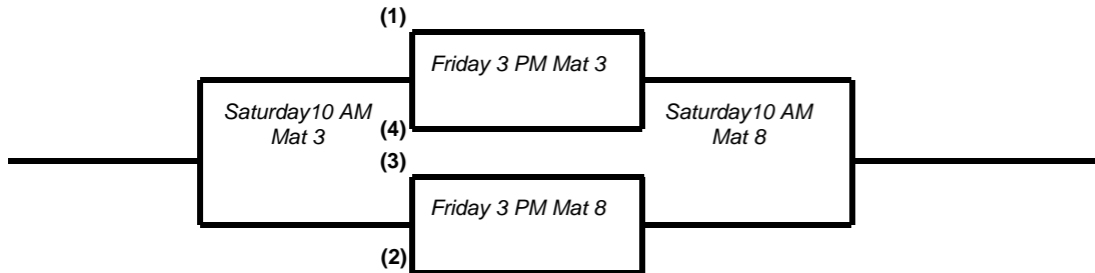 (1)
Friday 3 PM Mat 3
Saturday10 AM
Mat 3
Saturday10 AM
Mat 8
(4)
(3)
Friday 3 PM Mat 8
(2)